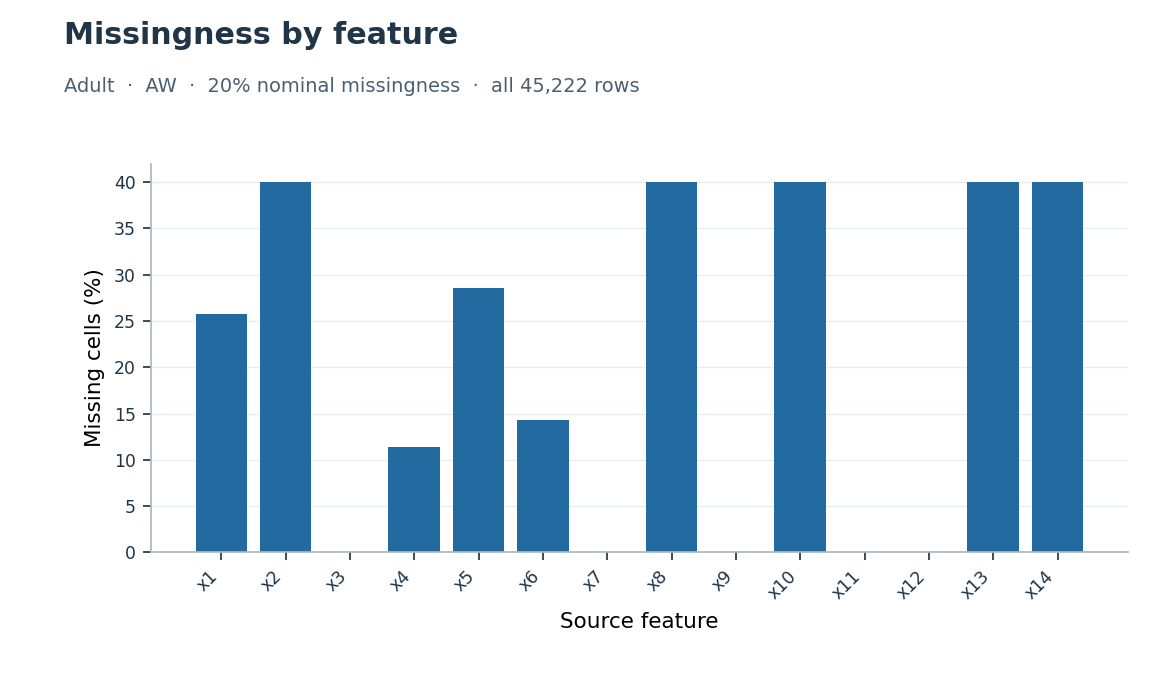 Missingness by feature
Adult · AW · 20% nominal missingness · all 45,222 rows
Missing cells (%)
40
35
30
25
20
15
10
5
0
x1 x2 x3 x4 x5 x6 x7 x8 x9 x10 x11 x12 x13 x14
Source feature